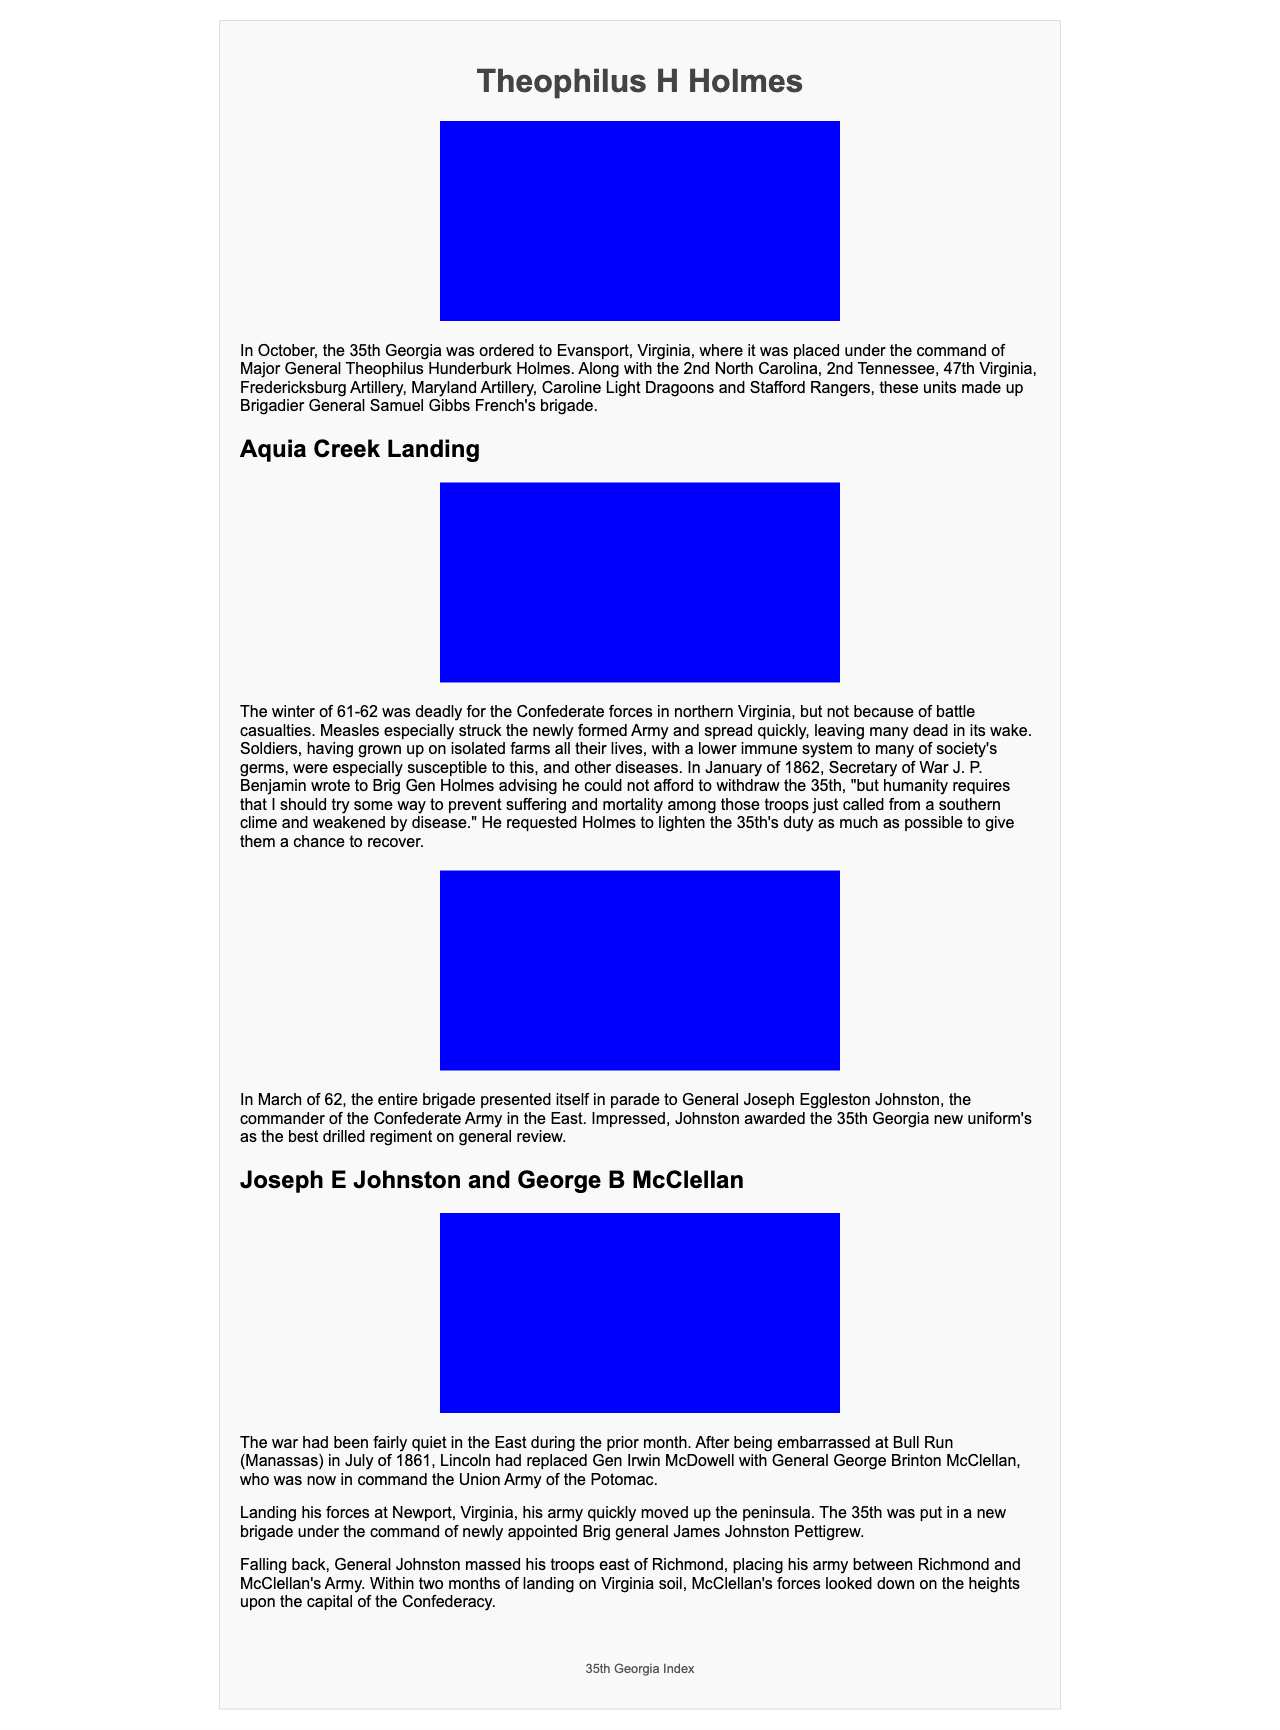 Theophilus H Holmes
In October, the 35th Georgia was ordered to Evansport, Virginia, where it was placed under the command of
Major General Theophilus Hunderburk Holmes. Along with the 2nd North Carolina, 2nd Tennessee, 47th Virginia,
Fredericksburg Artillery, Maryland Artillery, Caroline Light Dragoons and Stafford Rangers, these units made up
Brigadier General Samuel Gibbs French's brigade.
Aquia Creek Landing
The winter of 61-62 was deadly for the Confederate forces in northern Virginia, but not because of battle
casualties. Measles especially struck the newly formed Army and spread quickly, leaving many dead in its wake.
Soldiers, having grown up on isolated farms all their lives, with a lower immune system to many of society's
germs, were especially susceptible to this, and other diseases. In January of 1862, Secretary of War J. P.
Benjamin wrote to Brig Gen Holmes advising he could not afford to withdraw the 35th, "but humanity requires
that I should try some way to prevent suffering and mortality among those troops just called from a southern
clime and weakened by disease." He requested Holmes to lighten the 35th's duty as much as possible to give
them a chance to recover.
In March of 62, the entire brigade presented itself in parade to General Joseph Eggleston Johnston, the
commander of the Confederate Army in the East. Impressed, Johnston awarded the 35th Georgia new uniform's
as the best drilled regiment on general review.
Joseph E Johnston and George B McClellan
The war had been fairly quiet in the East during the prior month. After being embarrassed at Bull Run
(Manassas) in July of 1861, Lincoln had replaced Gen Irwin McDowell with General George Brinton McClellan,
who was now in command the Union Army of the Potomac.
Landing his forces at Newport, Virginia, his army quickly moved up the peninsula. The 35th was put in a new
brigade under the command of newly appointed Brig general James Johnston Pettigrew.
Falling back, General Johnston massed his troops east of Richmond, placing his army between Richmond and
McClellan's Army. Within two months of landing on Virginia soil, McClellan's forces looked down on the heights
upon the capital of the Confederacy.
35th Georgia Index